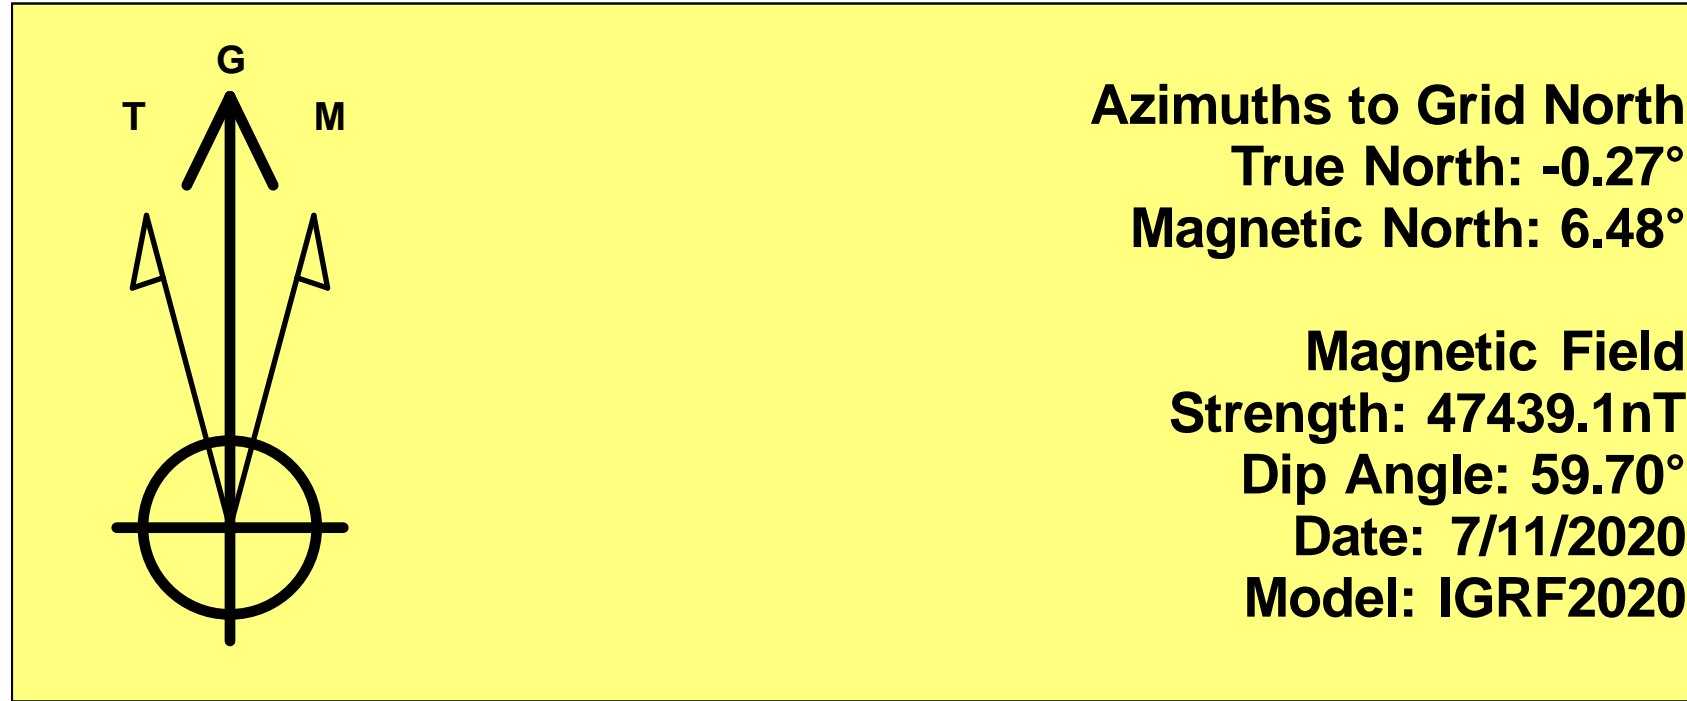 G
T M
Azimuths to Grid North
True North: -0.27°
Magnetic North: 6.48°
Magnetic Field
Strength: 47439.1nT
Dip Angle: 59.70°
Date: 7/11/2020
Model: IGRF2020